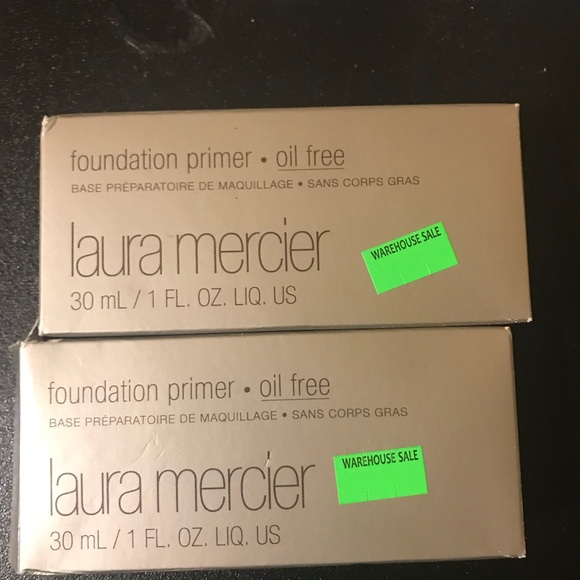 foundation primer • oil free
BASE PRÉPARATOIRE DE MAQUILLAGE • SANS CORPS GRAS
laura mercier
WAREHOUSE SALE
30 mL / 1 FL. OZ. LIQ. US
foundation primer • oil free
BASE PRÉPARATOIRE DE MAQUILLAGE • SANS CORPS GRAS
laura mercier
WAREHOUSE SALE
30 mL / 1 FL. OZ. LIQ. US